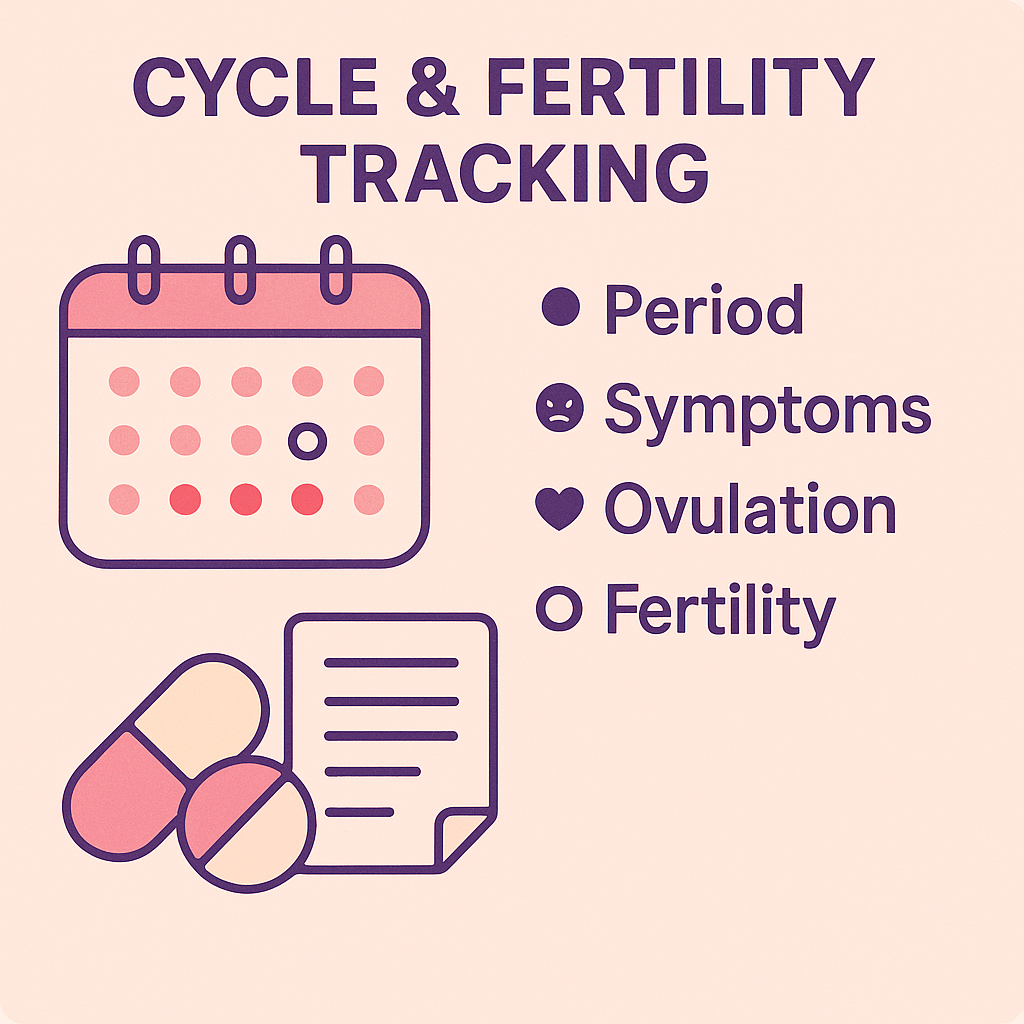 CYCLE & FERTILITY
TRACKING
Period
Symptoms
Ovulation
Fertility